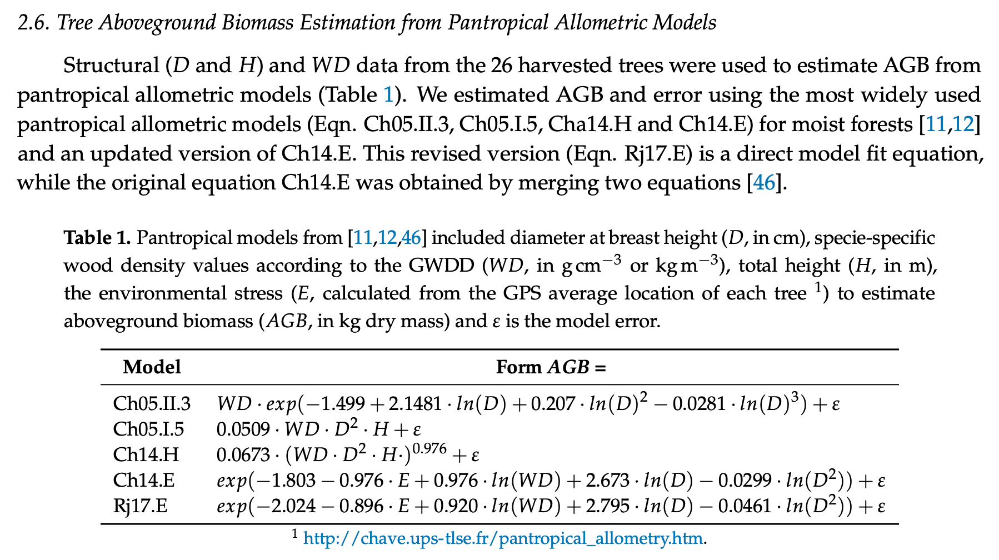 2.6. Tree Aboveground Biomass Estimation from Pantropical Allometric Models
Structural (D and H) and WD data from the 26 harvested trees were used to estimate AGB from
pantropical allometric models (Table 1). We estimated AGB and error using the most widely used
pantropical allometric models (Eqn. Ch05.II.3, Ch05.I.5, Cha14.H and Ch14.E) for moist forests [11,12]
and an updated version of Ch14.E. This revised version (Eqn. Rj17.E) is a direct model fit equation,
while the original equation Ch14.E was obtained by merging two equations [46].
Table 1. Pantropical models from [11,12,46] included diameter at breast height (D, in cm), specie-specific
wood density values according to the GWDD (WD, in g cm⁻³ or kg m⁻³), total height (H, in m),
the environmental stress (E, calculated from the GPS average location of each tree ¹) to estimate
aboveground biomass (AGB, in kg dry mass) and ε is the model error.
Model Form AGB =
Ch05.II.3 WD · exp(−1.499 + 2.1481 · ln(D) + 0.207 · ln(D)² − 0.0281 · ln(D)³) + ε
Ch05.I.5 0.0509 · WD · D² · H + ε
Ch14.H 0.0673 · (WD · D² · H·)⁰·⁹⁷⁶ + ε
Ch14.E exp(−1.803 − 0.976 · E + 0.976 · ln(WD) + 2.673 · ln(D) − 0.0299 · ln(D²)) + ε
Rj17.E exp(−2.024 − 0.896 · E + 0.920 · ln(WD) + 2.795 · ln(D) − 0.0461 · ln(D²)) + ε
¹ http://chave.ups-tlse.fr/pantropical_allometry.htm.